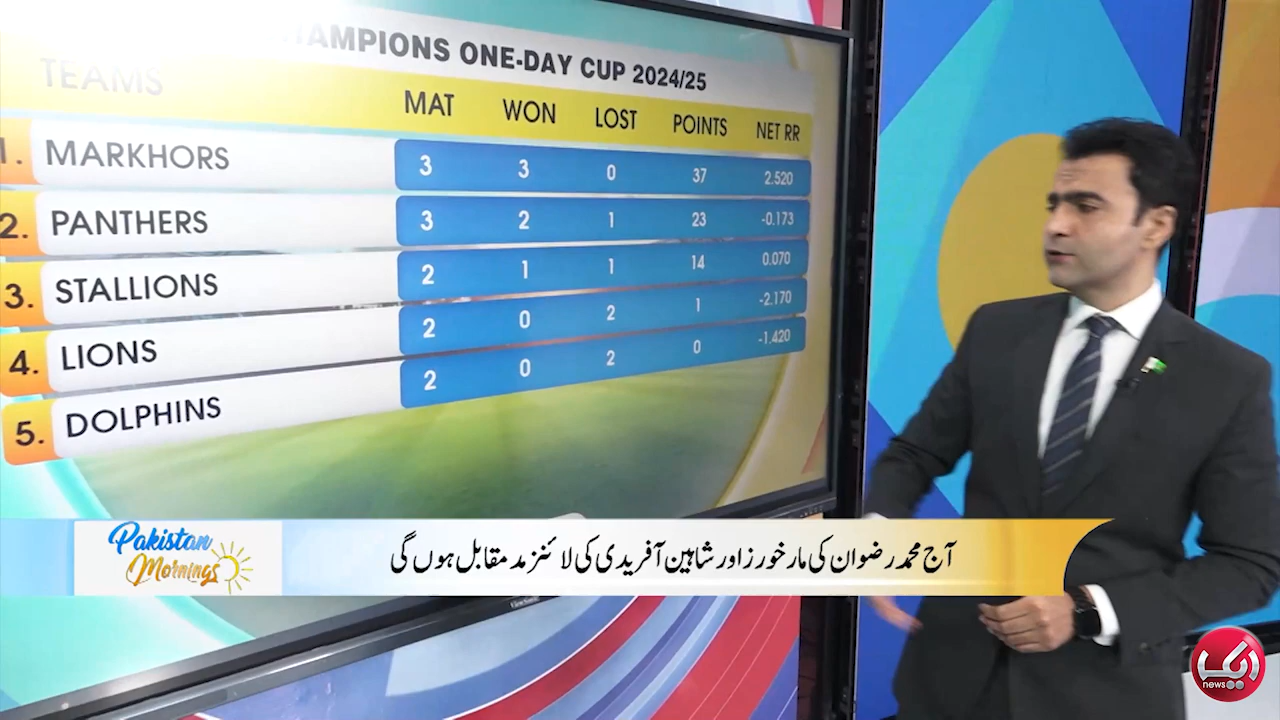 CHAMPIONS ONE-DAY CUP 2024/25
TEAMS MAT WON LOST POINTS NET RR
1. MARKHORS 3 3 0 37 2.520
2. PANTHERS 3 2 1 23 -0.173
3. STALLIONS 2 1 1 14 0.070
4. LIONS 2 0 2 1 -2.170
5. DOLPHINS 2 0 2 0 -1.420
Pakistan
Mornings
آج محمد رضوان کی مارخورز اور شاہین آفریدی کی لائنز مدمقابل ہوں گی
ViewSonic
news